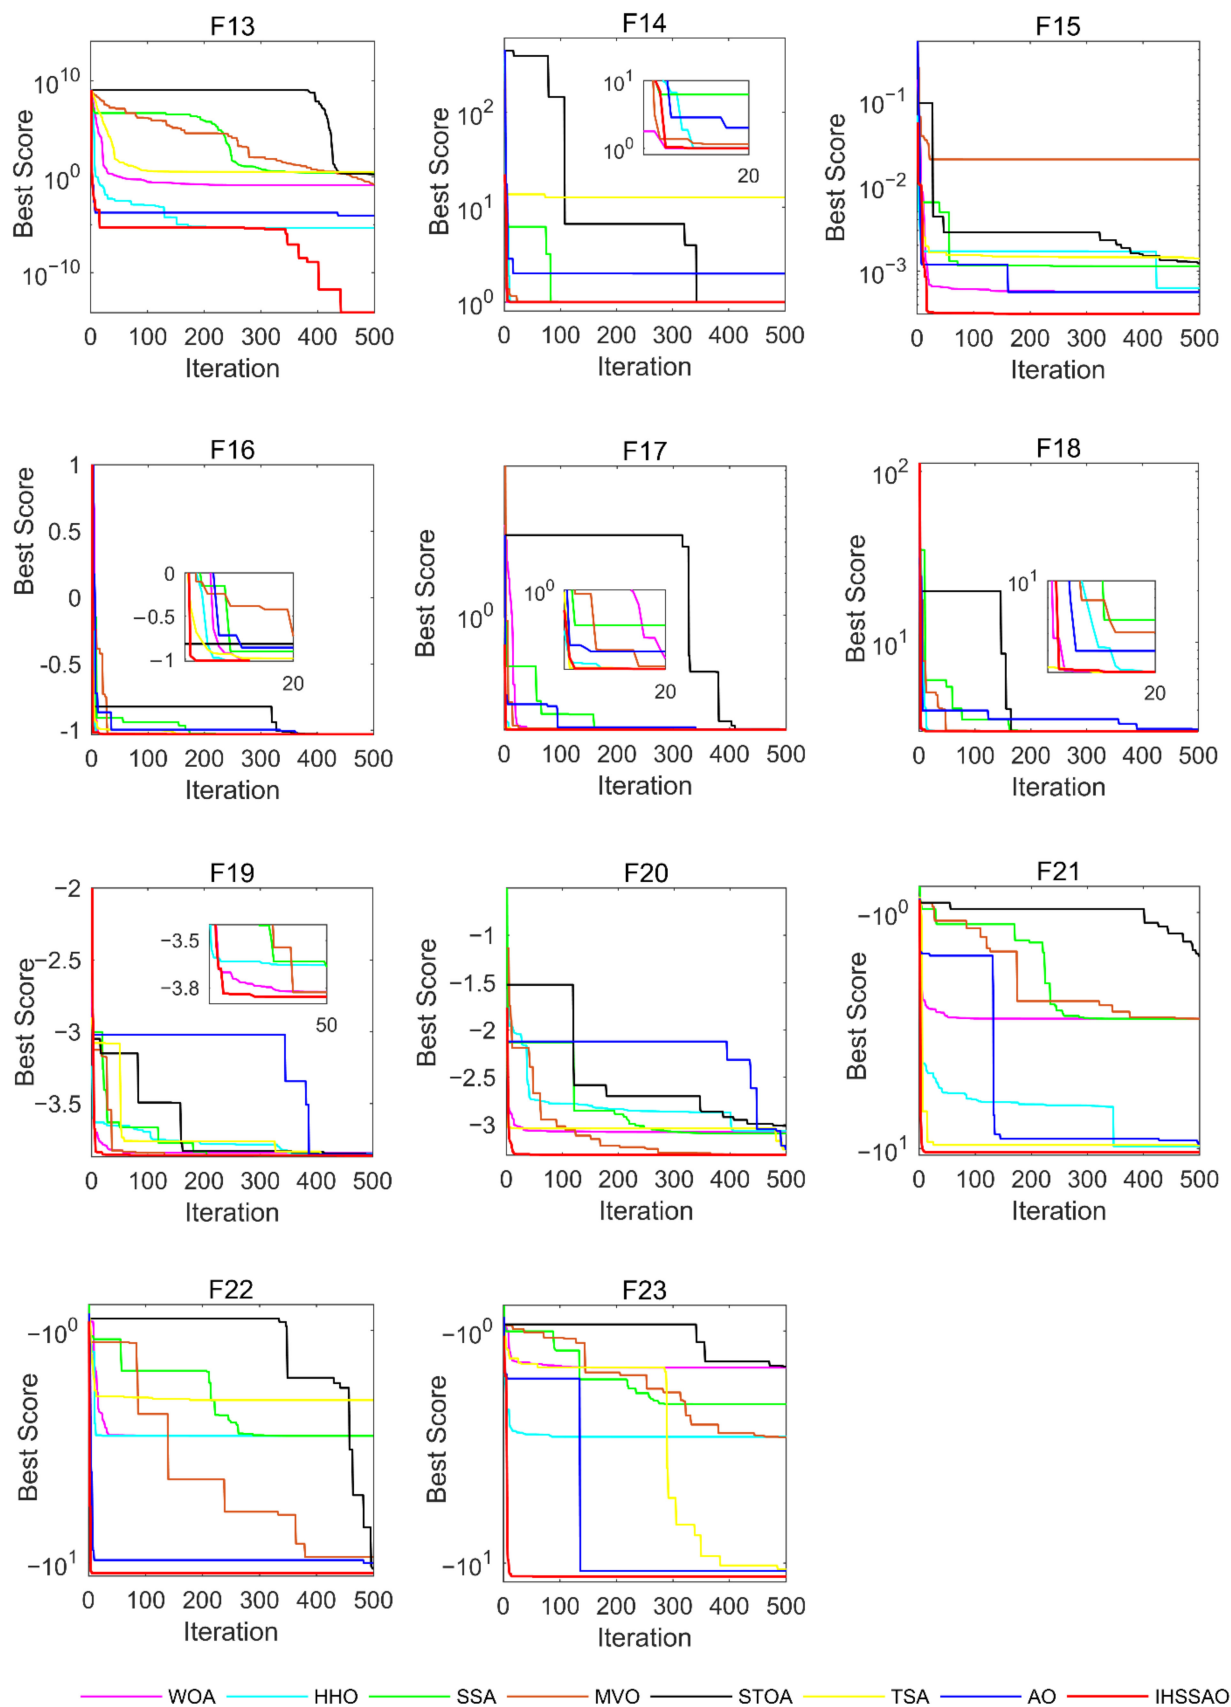 F13 F14 F15
10^10 10^0 10^-10
Best Score
0 100 200 300 400 500
Iteration
10^2 10^1 10^0
Best Score
10^1 10^0 20
0 100 200 300 400 500
Iteration
10^-1 10^-2 10^-3
Best Score
0 100 200 300 400 500
Iteration
F16 F17 F18
1 0.5 0 -0.5 -1
Best Score
0 -0.5 -1 20
0 100 200 300 400 500
Iteration
10^0
Best Score
10^0 20
0 100 200 300 400 500
Iteration
10^2 10^1
Best Score
10^1 20
0 100 200 300 400 500
Iteration
F19 F20 F21
-2 -2.5 -3 -3.5
Best Score
-3.5 -3.8 50
0 100 200 300 400 500
Iteration
-1 -1.5 -2 -2.5 -3
Best Score
0 100 200 300 400 500
Iteration
-10^0 -10^1
Best Score
0 100 200 300 400 500
Iteration
F22 F23
-10^0 -10^1
Best Score
0 100 200 300 400 500
Iteration
-10^0 -10^1
Best Score
0 100 200 300 400 500
Iteration
WOA HHO SSA MVO STOA TSA AO IHSSAO